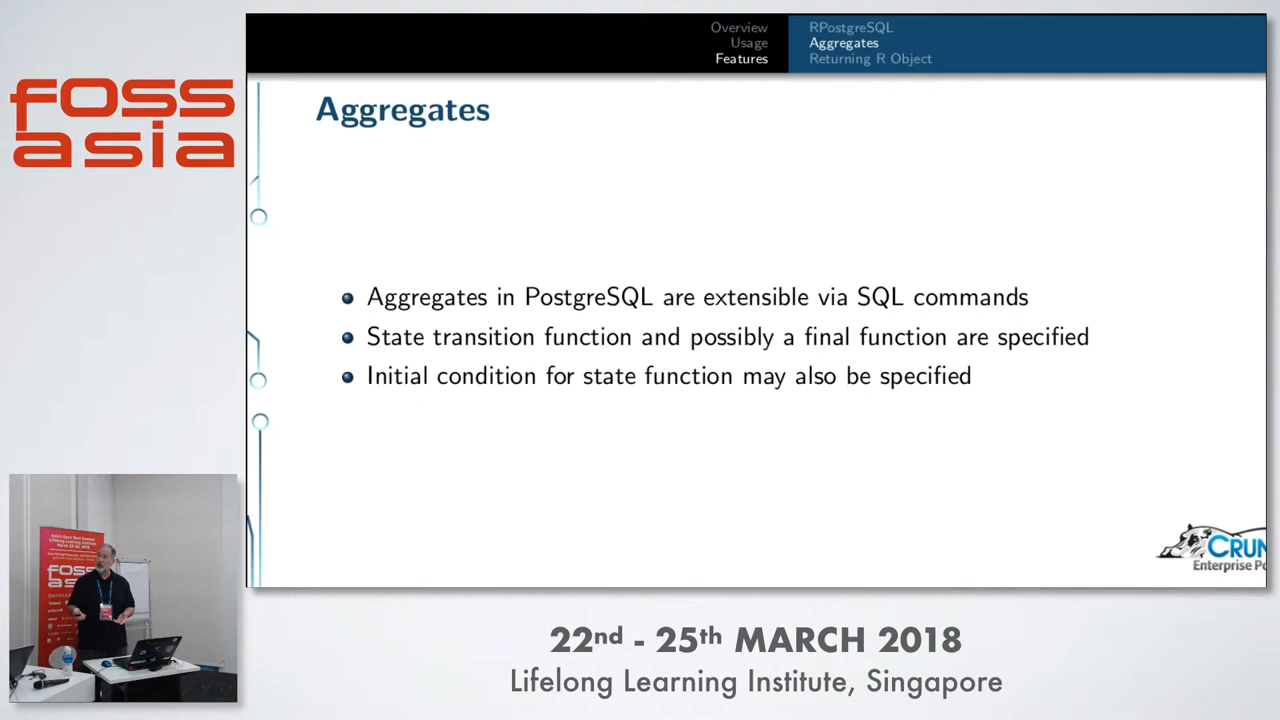 foss
asia
Overview
Usage
Features
RPostgreSQL
Aggregates
Returning R Object
Aggregates
Aggregates in PostgreSQL are extensible via SQL commands
State transition function and possibly a final function are specified
Initial condition for state function may also be specified
CRUN
Enterprise Po
foss
asia
22nd - 25th MARCH 2018
Lifelong Learning Institute, Singapore